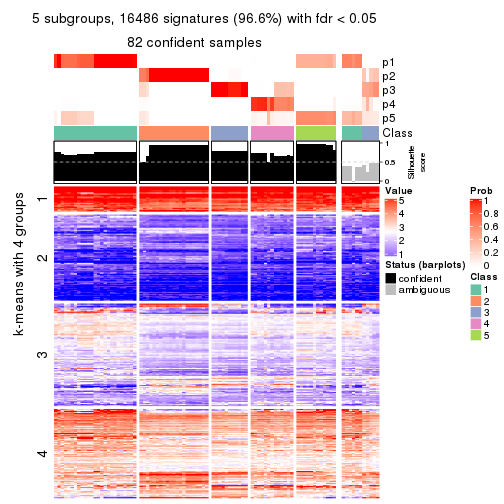 5 subgroups, 16486 signatures (96.6%) with fdr < 0.05
82 confident samples
p1
p2
p3
p4
p5
Class
1
0.5
0
Silhouette
score
k-means with 4 groups
1
2
3
4
Value
5
4
3
2
1
Status (barplots)
confident
ambiguous
Prob
1
0.8
0.6
0.4
0.2
0
Class
1
2
3
4
5